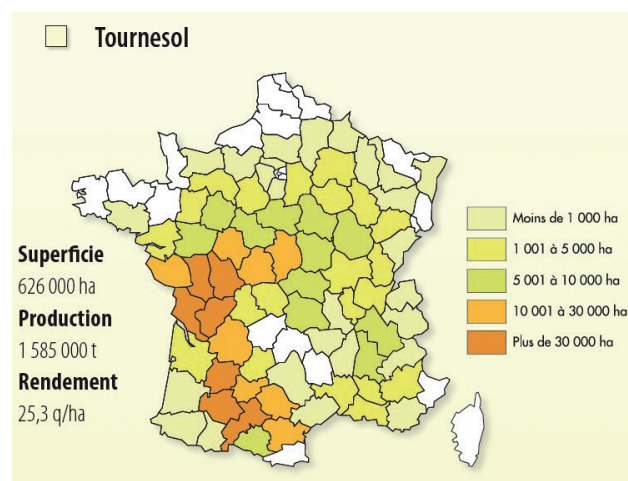 Tournesol
Superficie
626 000 ha
Production
1 585 000 t
Rendement
25,3 q/ha
Moins de 1 000 ha
1 001 à 5 000 ha
5 001 à 10 000 ha
10 001 à 30 000 ha
Plus de 30 000 ha